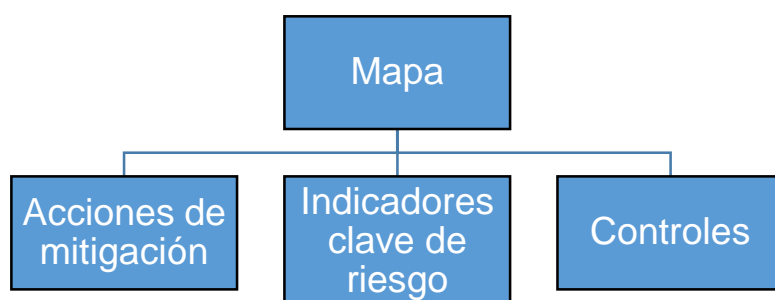 Mapa
Acciones de
mitigación
Indicadores
clave de
riesgo
Controles